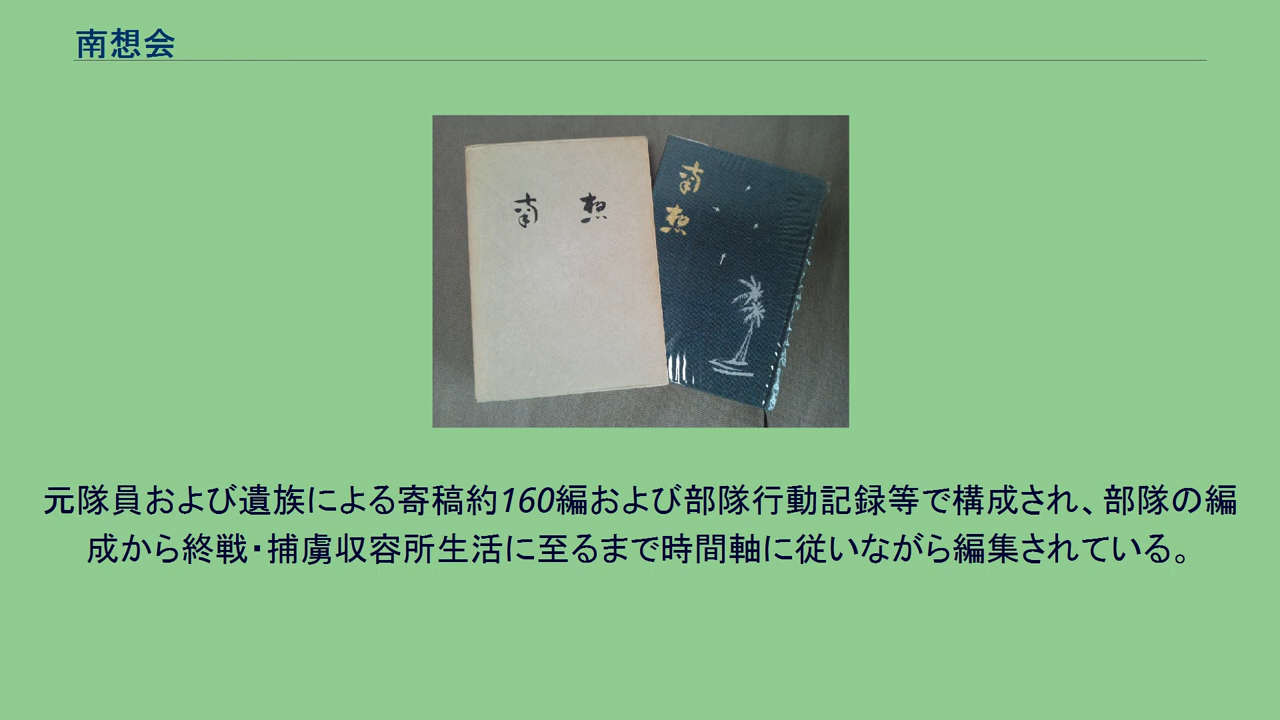 南想会
南想
南
想
元隊員および遺族による寄稿約160編および部隊行動記録等で構成され、部隊の編
成から終戦・捕虜収容所生活に至るまで時間軸に従いながら編集されている。